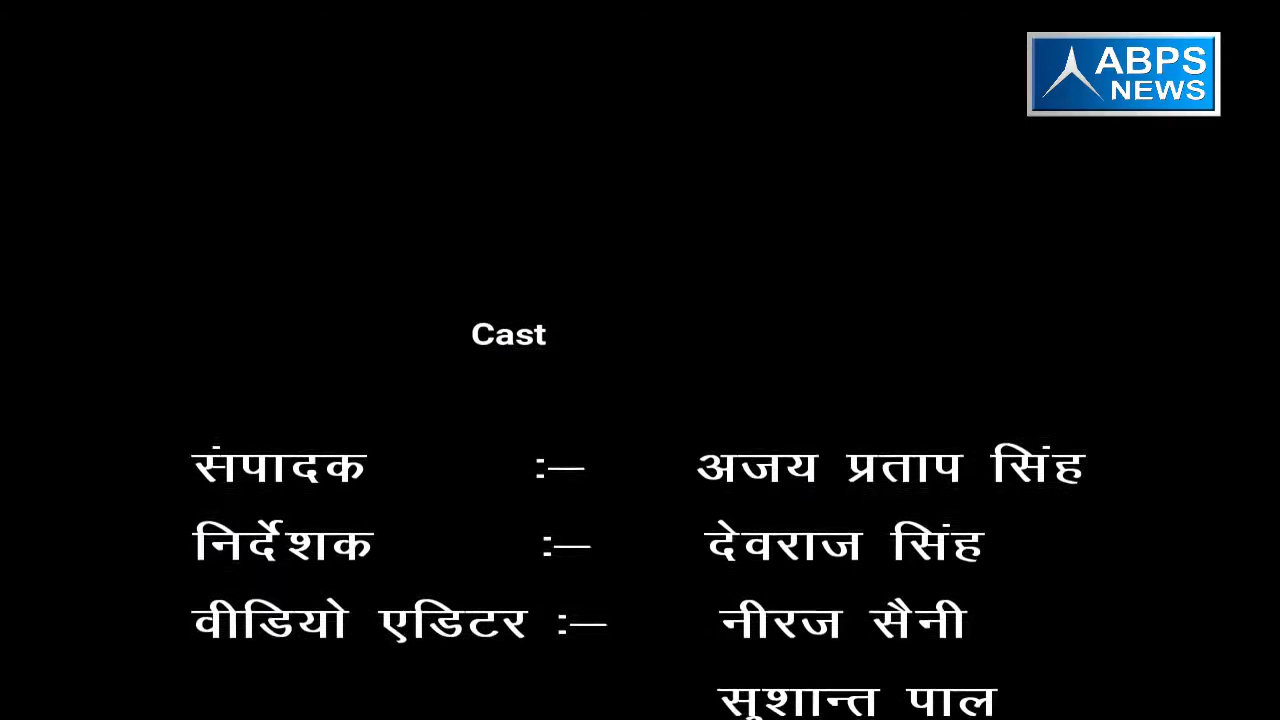 ABPS
NEWS
Cast
संपादक :— अजय प्रताप सिंह
निर्देशक :— देवराज सिंह
वीडियो एडिटर :— नीरज सैनी
सुशान्त पाल